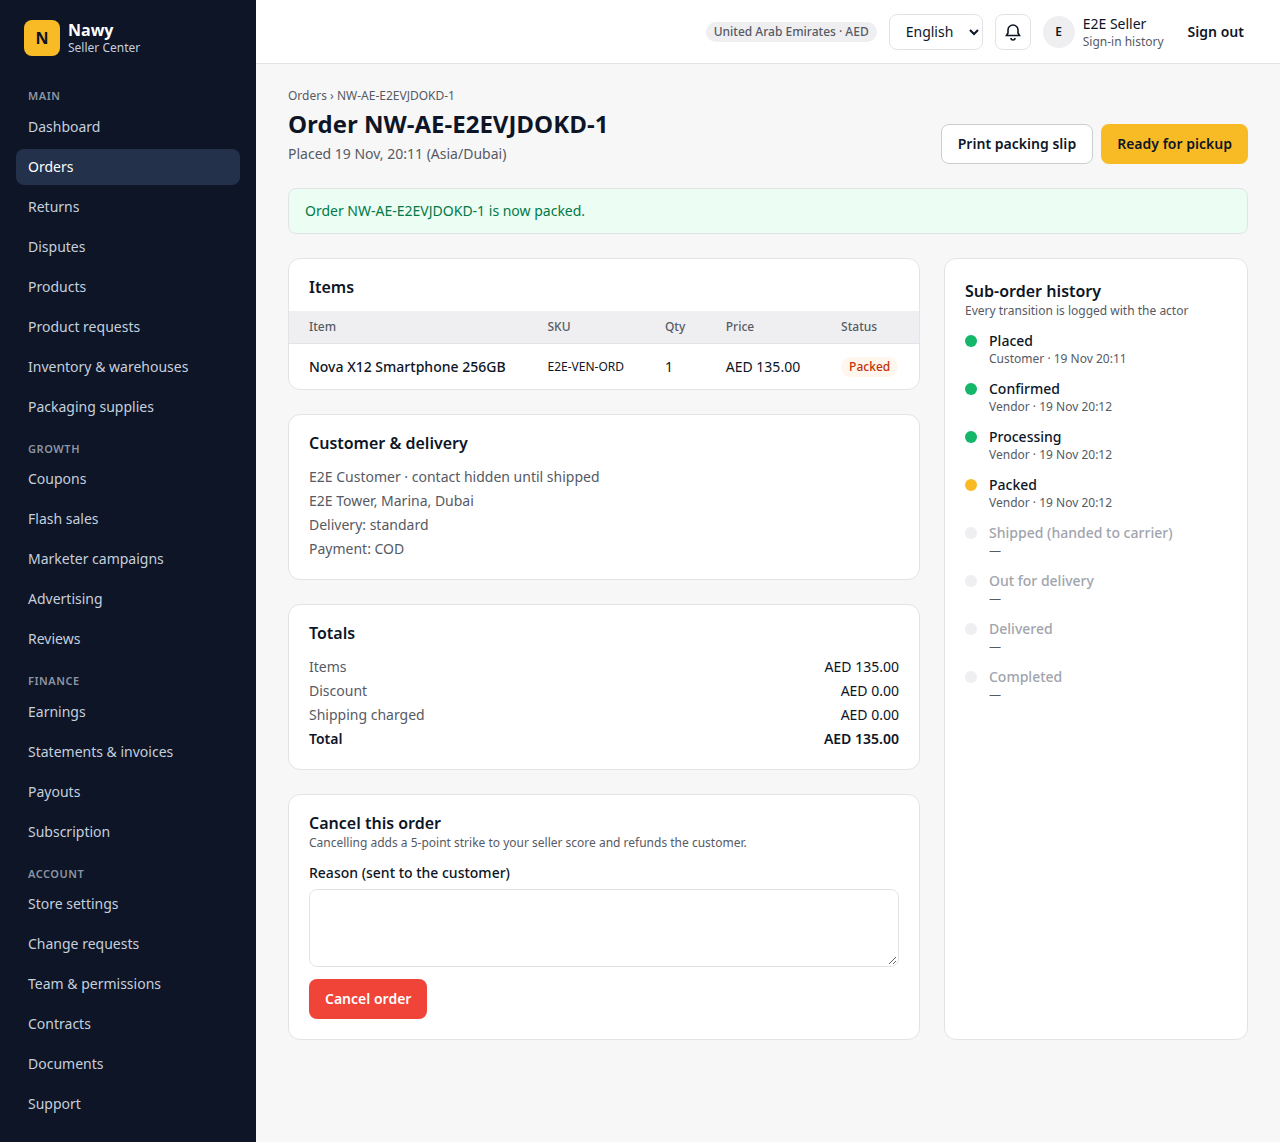 N
Nawy
Seller Center
MAIN
Dashboard
Orders
Returns
Disputes
Products
Product requests
Inventory & warehouses
Packaging supplies
GROWTH
Coupons
Flash sales
Marketer campaigns
Advertising
Reviews
FINANCE
Earnings
Statements & invoices
Payouts
Subscription
ACCOUNT
Store settings
Change requests
Team & permissions
Contracts
Documents
Support
United Arab Emirates · AED
English
E
E2E Seller
Sign-in history
Sign out
Orders › NW-AE-E2EVJDOKD-1
Order NW-AE-E2EVJDOKD-1
Placed 19 Nov, 20:11 (Asia/Dubai)
Print packing slip
Ready for pickup
Order NW-AE-E2EVJDOKD-1 is now packed.
Items
Item SKU Qty Price Status
Nova X12 Smartphone 256GB E2E-VEN-ORD 1 AED 135.00 Packed
Customer & delivery
E2E Customer · contact hidden until shipped
E2E Tower, Marina, Dubai
Delivery: standard
Payment: COD
Totals
Items AED 135.00
Discount AED 0.00
Shipping charged AED 0.00
Total AED 135.00
Cancel this order
Cancelling adds a 5-point strike to your seller score and refunds the customer.
Reason (sent to the customer)
Cancel order
Sub-order history
Every transition is logged with the actor
Placed
Customer · 19 Nov 20:11
Confirmed
Vendor · 19 Nov 20:12
Processing
Vendor · 19 Nov 20:12
Packed
Vendor · 19 Nov 20:12
Shipped (handed to carrier)
—
Out for delivery
—
Delivered
—
Completed
—